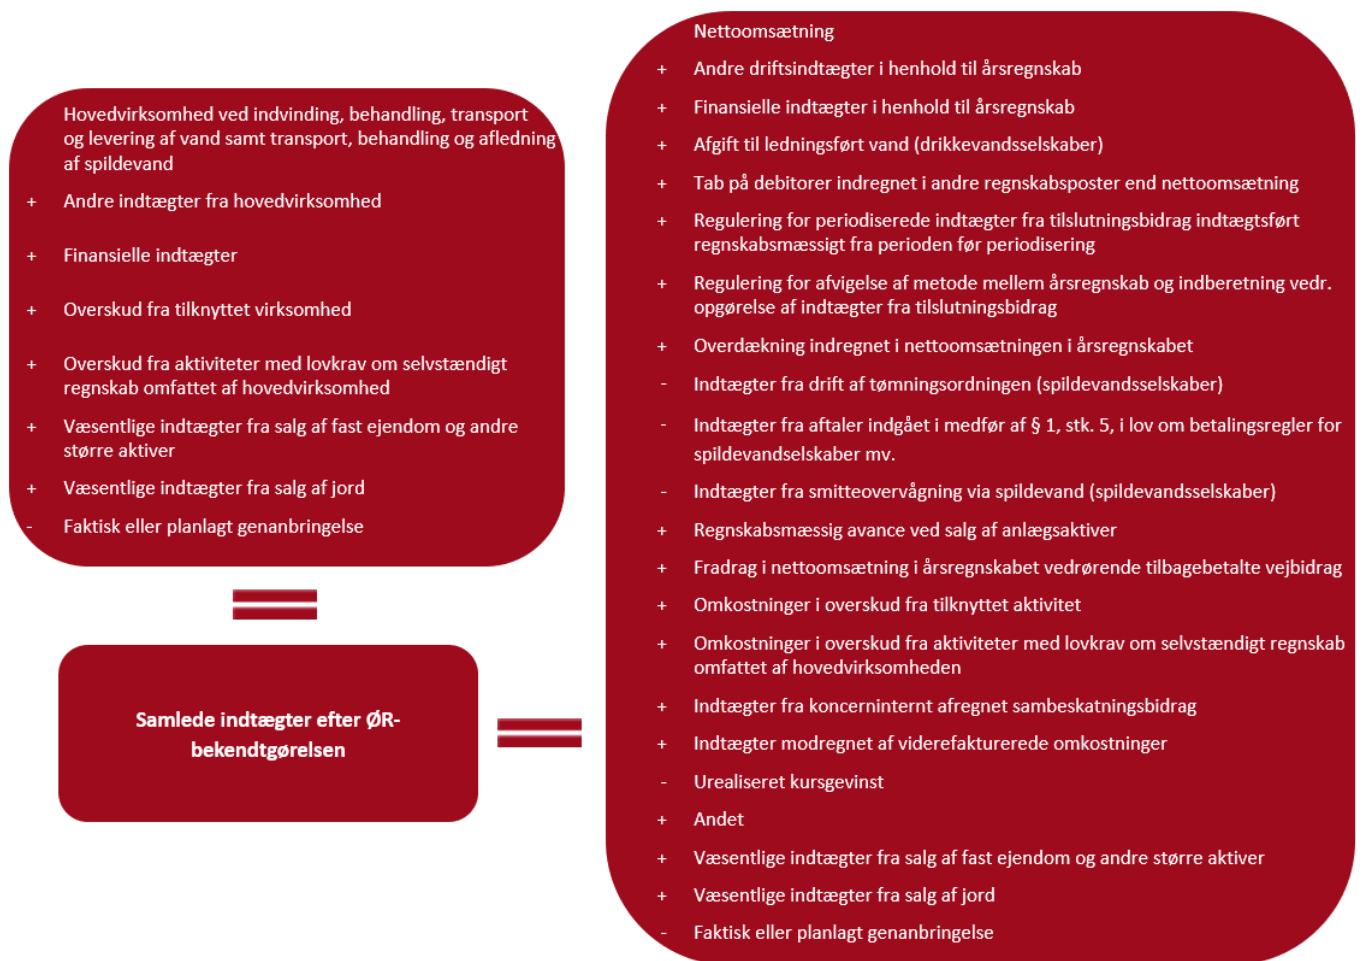 Hovedvirksomhed ved indvinding, behandling, transport
og levering af vand samt transport, behandling og afledning
af spildevand
+ Andre indtægter fra hovedvirksomhed
+ Finansielle indtægter
+ Overskud fra tilknyttet virksomhed
+ Overskud fra aktiviteter med lovkrav om selvstændigt
regnskab omfattet af hovedvirksomhed
+ Væsentlige indtægter fra salg af fast ejendom og andre
større aktiver
+ Væsentlige indtægter fra salg af jord
- Faktisk eller planlagt genanbringelse
Samlede indtægter efter ØR-
bekendtgørelsen
Nettoomsætning
+ Andre driftsindtægter i henhold til årsregnskab
+ Finansielle indtægter i henhold til årsregnskab
+ Afgift til ledningsført vand (drikkevandsselskaber)
+ Tab på debitorer indregnet i andre regnskabsposter end nettoomsætning
+ Regulering for periodiserede indtægter fra tilslutningsbidrag indtægtsført
regnskabsmæssigt fra perioden før periodisering
+ Regulering for afvigelse af metode mellem årsregnskab og indberetning vedr.
opgørelse af indtægter fra tilslutningsbidrag
+ Overdækning indregnet i nettoomsætningen i årsregnskabet
- Indtægter fra drift af tømningsordningen (spildevandsselskaber)
- Indtægter fra aftaler indgået i medfør af § 1, stk. 5, i lov om betalingsregler for
spildevandselskaber mv.
- Indtægter fra smitteovervågning via spildevand (spildevandsselskaber)
+ Regnskabsmæssig avance ved salg af anlægsaktiver
+ Fradrag i nettoomsætning i årsregnskabet vedrørende tilbagebetalte vejbidrag
+ Omkostninger i overskud fra tilknyttet aktivitet
+ Omkostninger i overskud fra aktiviteter med lovkrav om selvstændigt regnskab
omfattet af hovedvirksomheden
+ Indtægter fra koncerninternt afregnet sambeskatningsbidrag
+ Indtægter modregnet af viderefakturerede omkostninger
- Urealiseret kursgevinst
+ Andet
+ Væsentlige indtægter fra salg af fast ejendom og andre større aktiver
+ Væsentlige indtægter fra salg af jord
- Faktisk eller planlagt genanbringelse